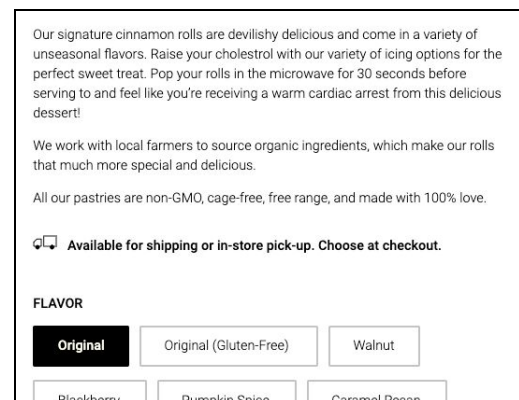 Our signature cinnamon rolls are devilishy delicious and come in a variety of
unseasonal flavors. Raise your cholestrol with our variety of icing options for the
perfect sweet treat. Pop your rolls in the microwave for 30 seconds before
serving to and feel like you're receiving a warm cardiac arrest from this delicious
dessert!
We work with local farmers to source organic ingredients, which make our rolls
that much more special and delicious.
All our pastries are non-GMO, cage-free, free range, and made with 100% love.
Available for shipping or in-store pick-up. Choose at checkout.
FLAVOR
Original Original (Gluten-Free) Walnut
Blackberry Pumpkin Spice Caramel Pecan